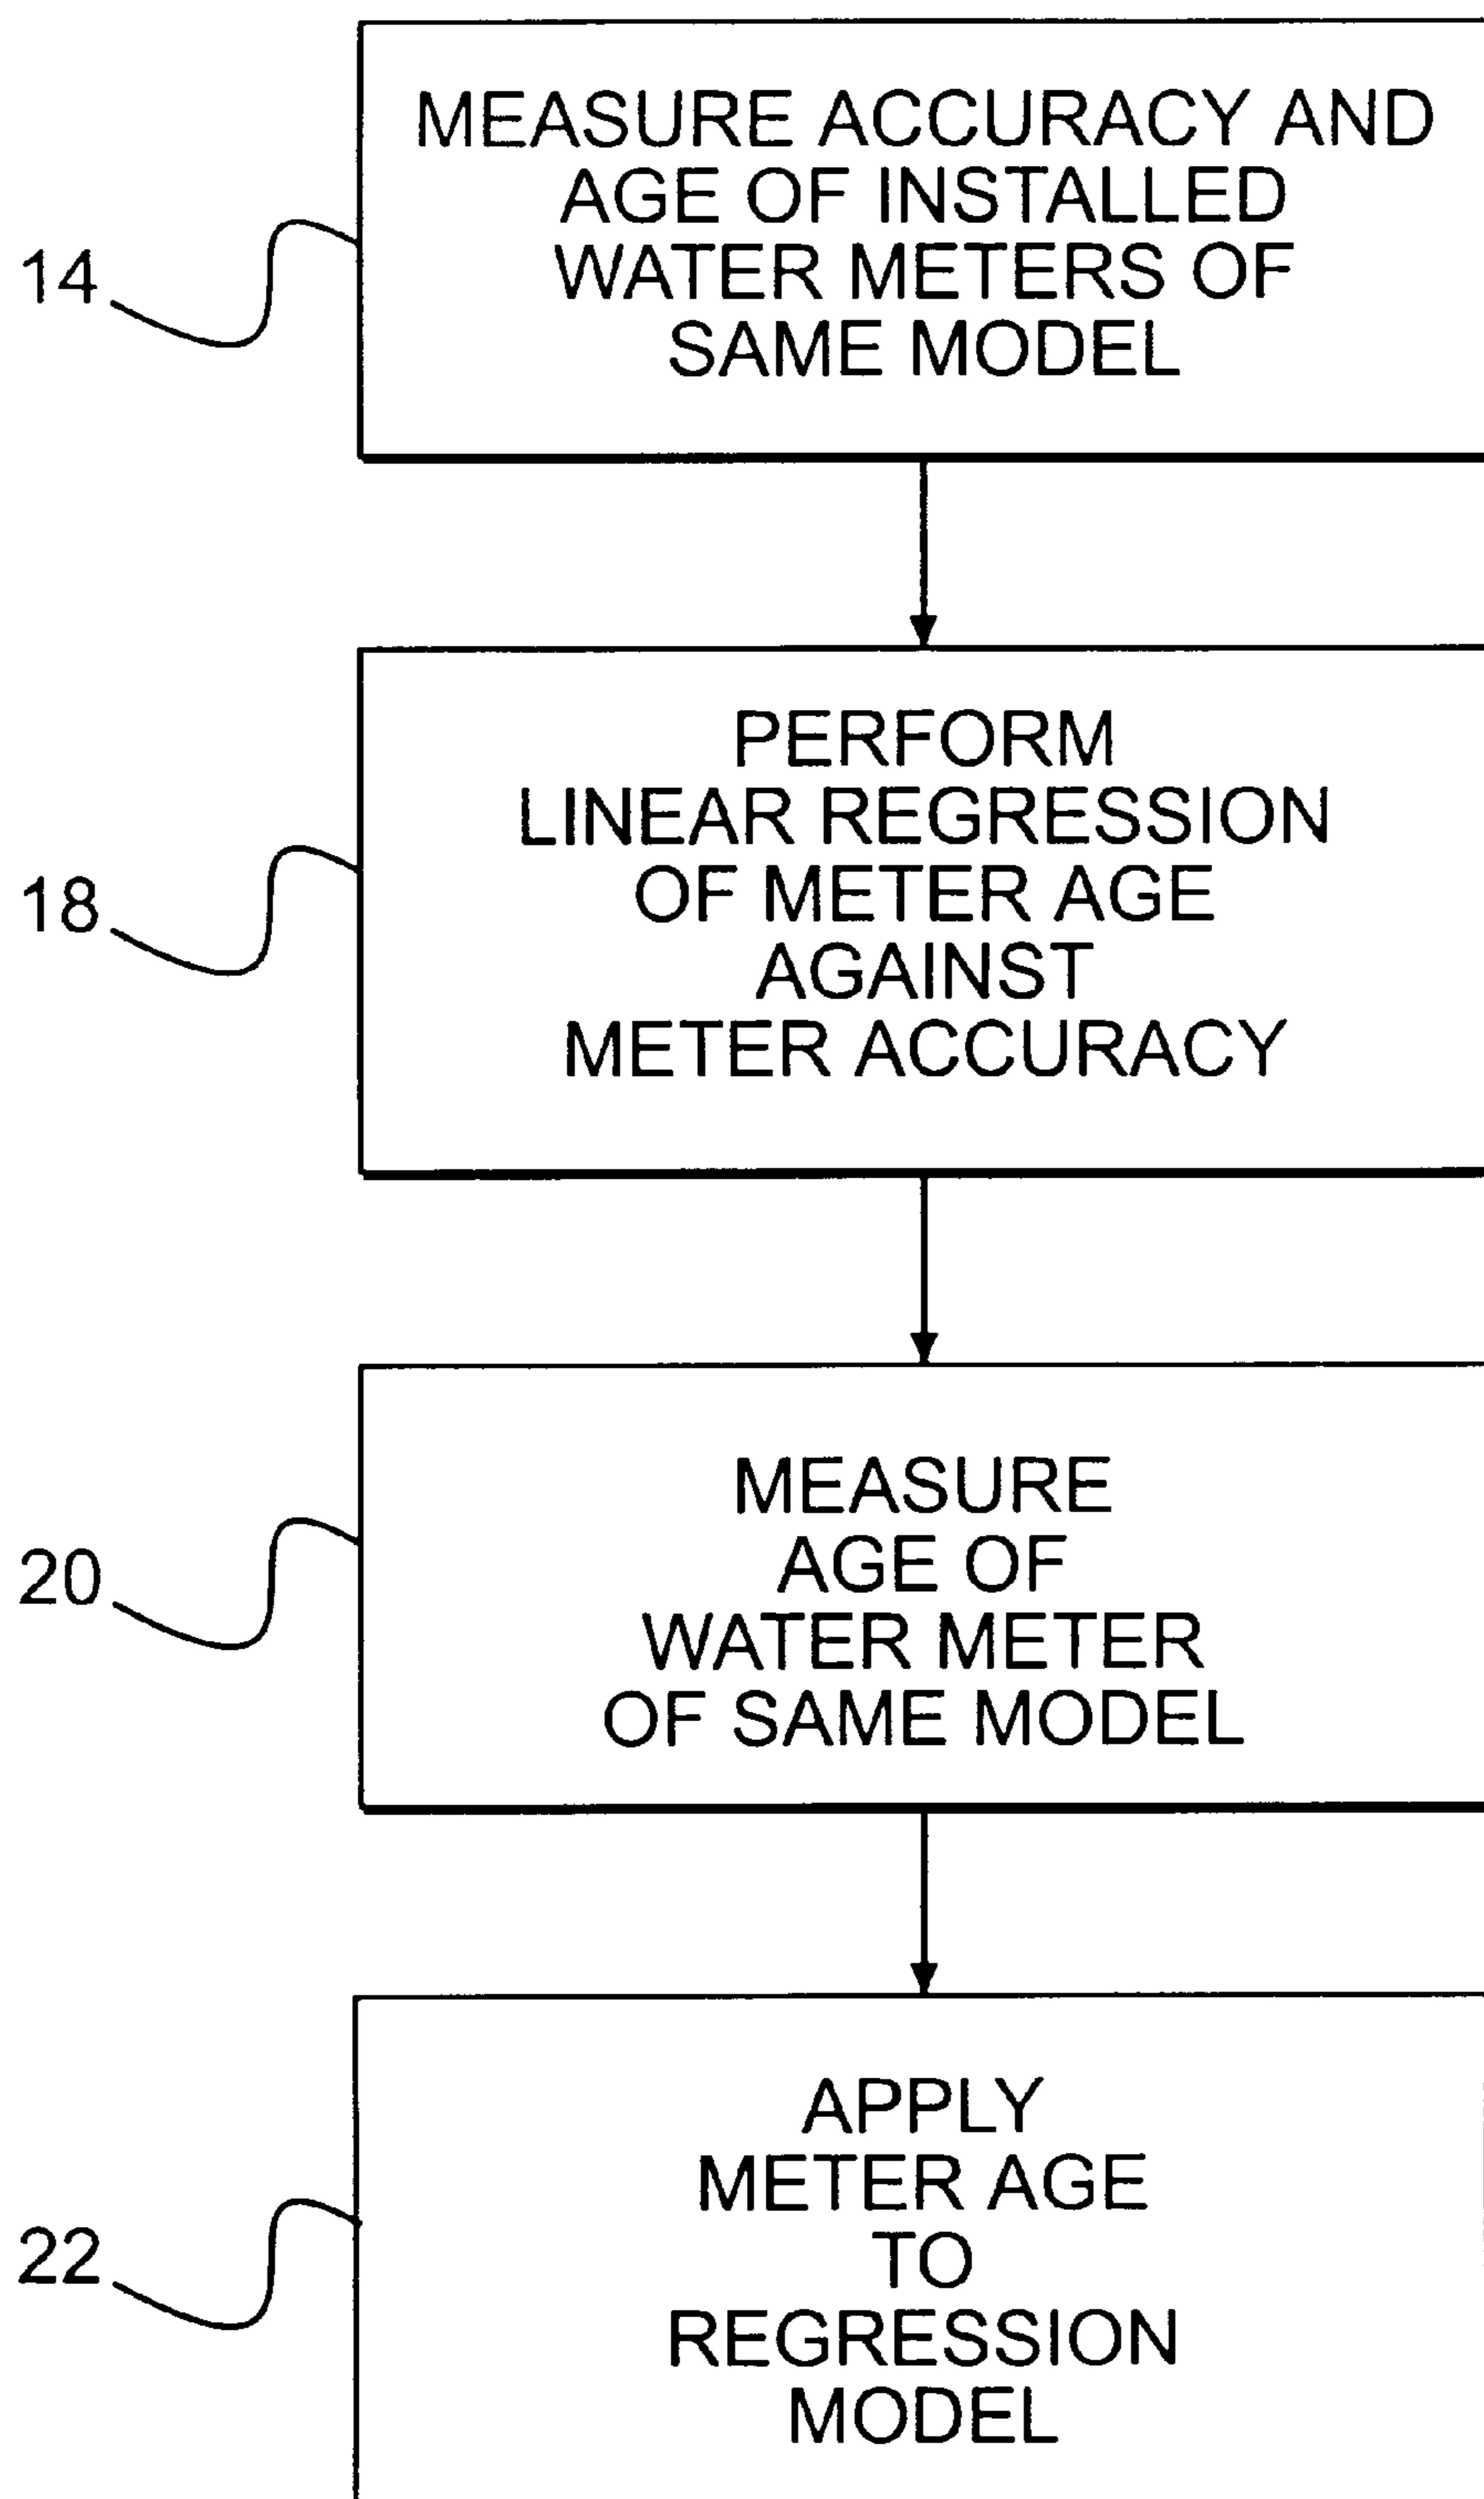 MEASURE ACCURACY AND
AGE OF INSTALLED
WATER METERS OF
SAME MODEL
14
PERFORM
LINEAR REGRESSION
OF METER AGE
AGAINST
METER ACCURACY
18
MEASURE
AGE OF
WATER METER
OF SAME MODEL
20
APPLY
METER AGE
TO
REGRESSION
MODEL
22